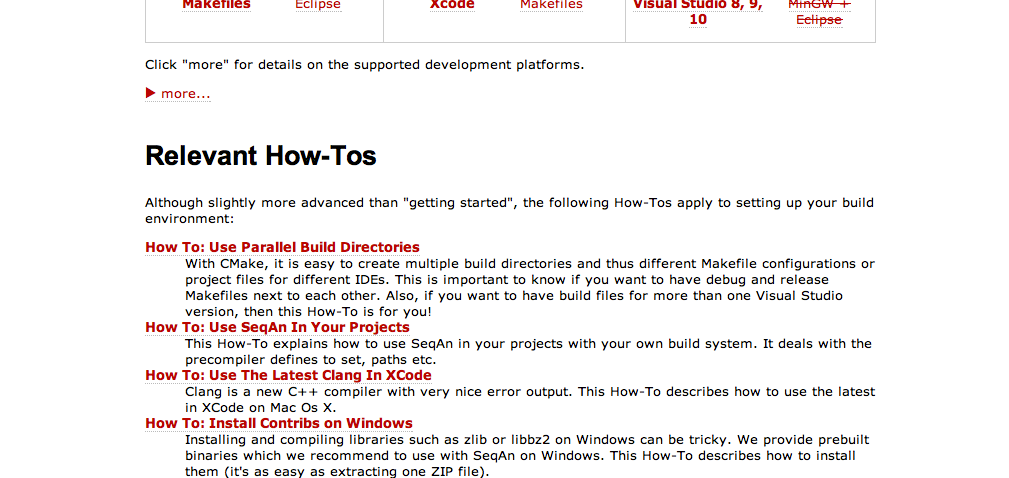 Makefiles Eclipse Xcode Makefiles Visual Studio 8, 9, MinGW +
10 Eclipse
Click "more" for details on the supported development platforms.
more...
Relevant How-Tos
Although slightly more advanced than "getting started", the following How-Tos apply to setting up your build
environment:
How To: Use Parallel Build Directories
With CMake, it is easy to create multiple build directories and thus different Makefile configurations or
project files for different IDEs. This is important to know if you want to have debug and release
Makefiles next to each other. Also, if you want to have build files for more than one Visual Studio
version, then this How-To is for you!
How To: Use SeqAn In Your Projects
This How-To explains how to use SeqAn in your projects with your own build system. It deals with the
precompiler defines to set, paths etc.
How To: Use The Latest Clang In XCode
Clang is a new C++ compiler with very nice error output. This How-To describes how to use the latest
in XCode on Mac Os X.
How To: Install Contribs on Windows
Installing and compiling libraries such as zlib or libbz2 on Windows can be tricky. We provide prebuilt
binaries which we recommend to use with SeqAn on Windows. This How-To describes how to install
them (it's as easy as extracting one ZIP file).